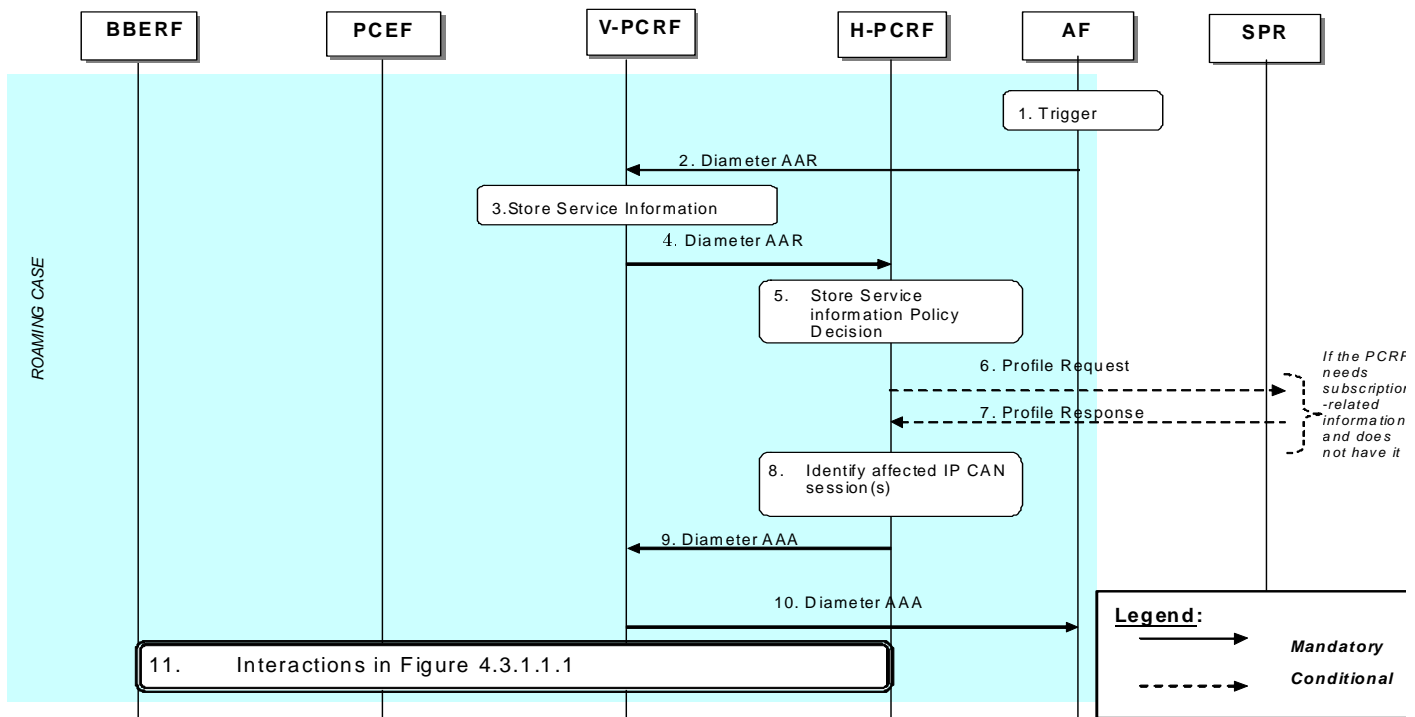 BBERF
PCEF
V-PCRF
H-PCRF
AF
SPR
1. Trigger
2. Diameter AAR
3.Store Service Information
4. Diameter AAR
ROAMING CASE
5. Store Service
information Policy
Decision
6. Profile Request
7. Profile Response
If the PCRF
needs
subscription
-related
information
and does
not have it
8. Identify affected IP CAN
session(s)
9. Diameter AAA
10. Diameter AAA
11. Interactions in Figure 4.3.1.1.1
Legend:
Mandatory
Conditional